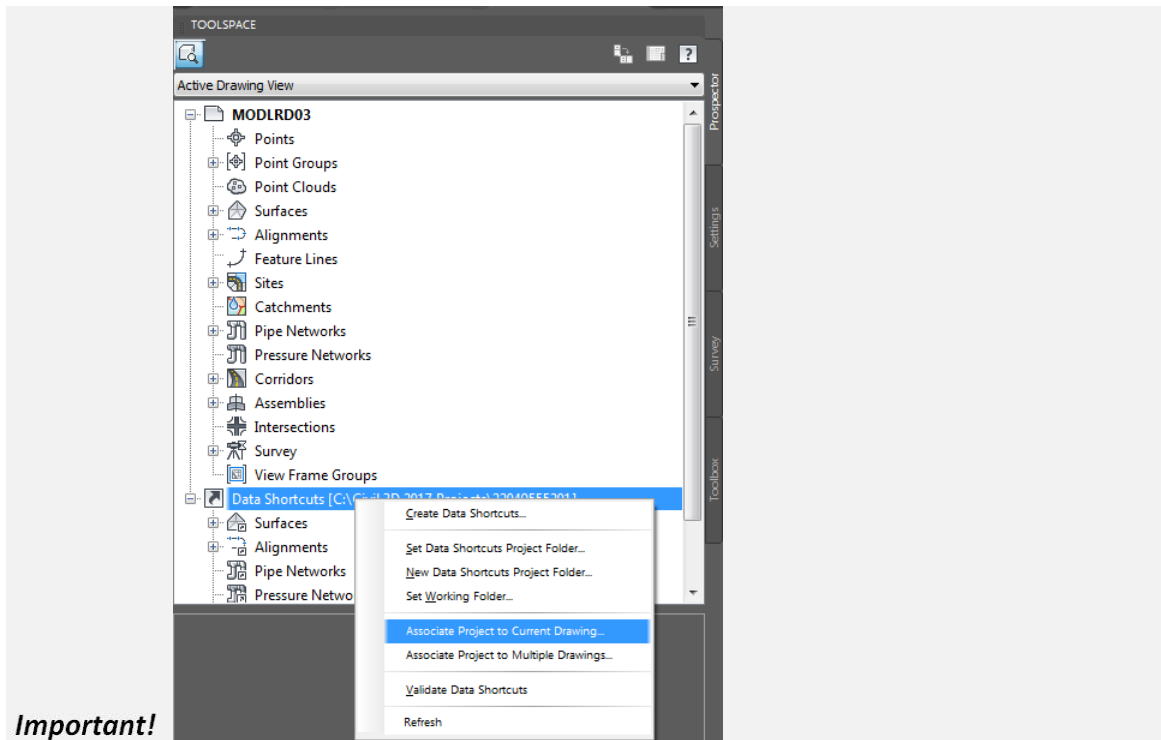 TOOLSPACE
?
Active Drawing View
MODLRD03
Points
Point Groups
Point Clouds
Surfaces
Alignments
Feature Lines
Sites
Catchments
Pipe Networks
Pressure Networks
Corridors
Assemblies
Intersections
Survey
View Frame Groups
Data Shortcuts [C:\Civil 3D 2017 Projects\
Surfaces
Alignments
Pipe Networks
Pressure Netwo
Create Data Shortcuts...
Set Data Shortcuts Project Folder...
New Data Shortcuts Project Folder...
Set Working Folder...
Associate Project to Current Drawing...
Associate Project to Multiple Drawings...
Validate Data Shortcuts
Refresh
Prospector
Settings
Survey
Toolbox
Important!